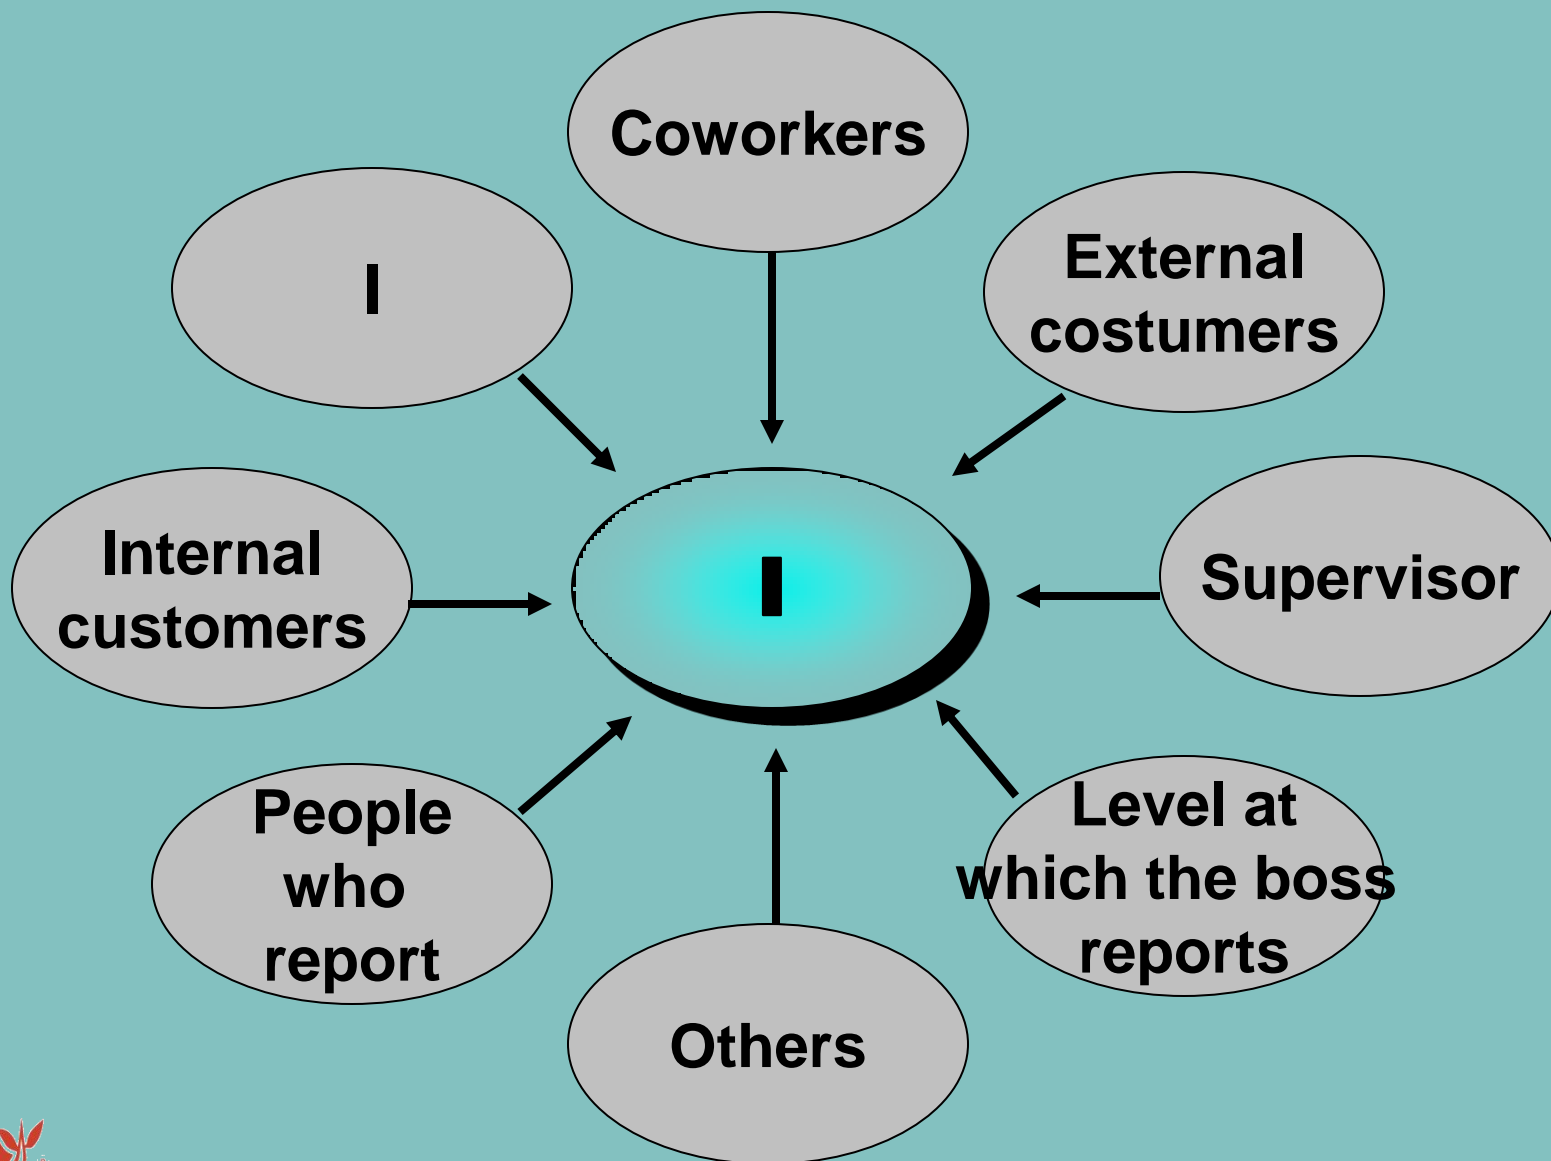 Coworkers
I
External
costumers
Internal
customers
I
Supervisor
People
who
report
Level at
which the boss
reports
Others